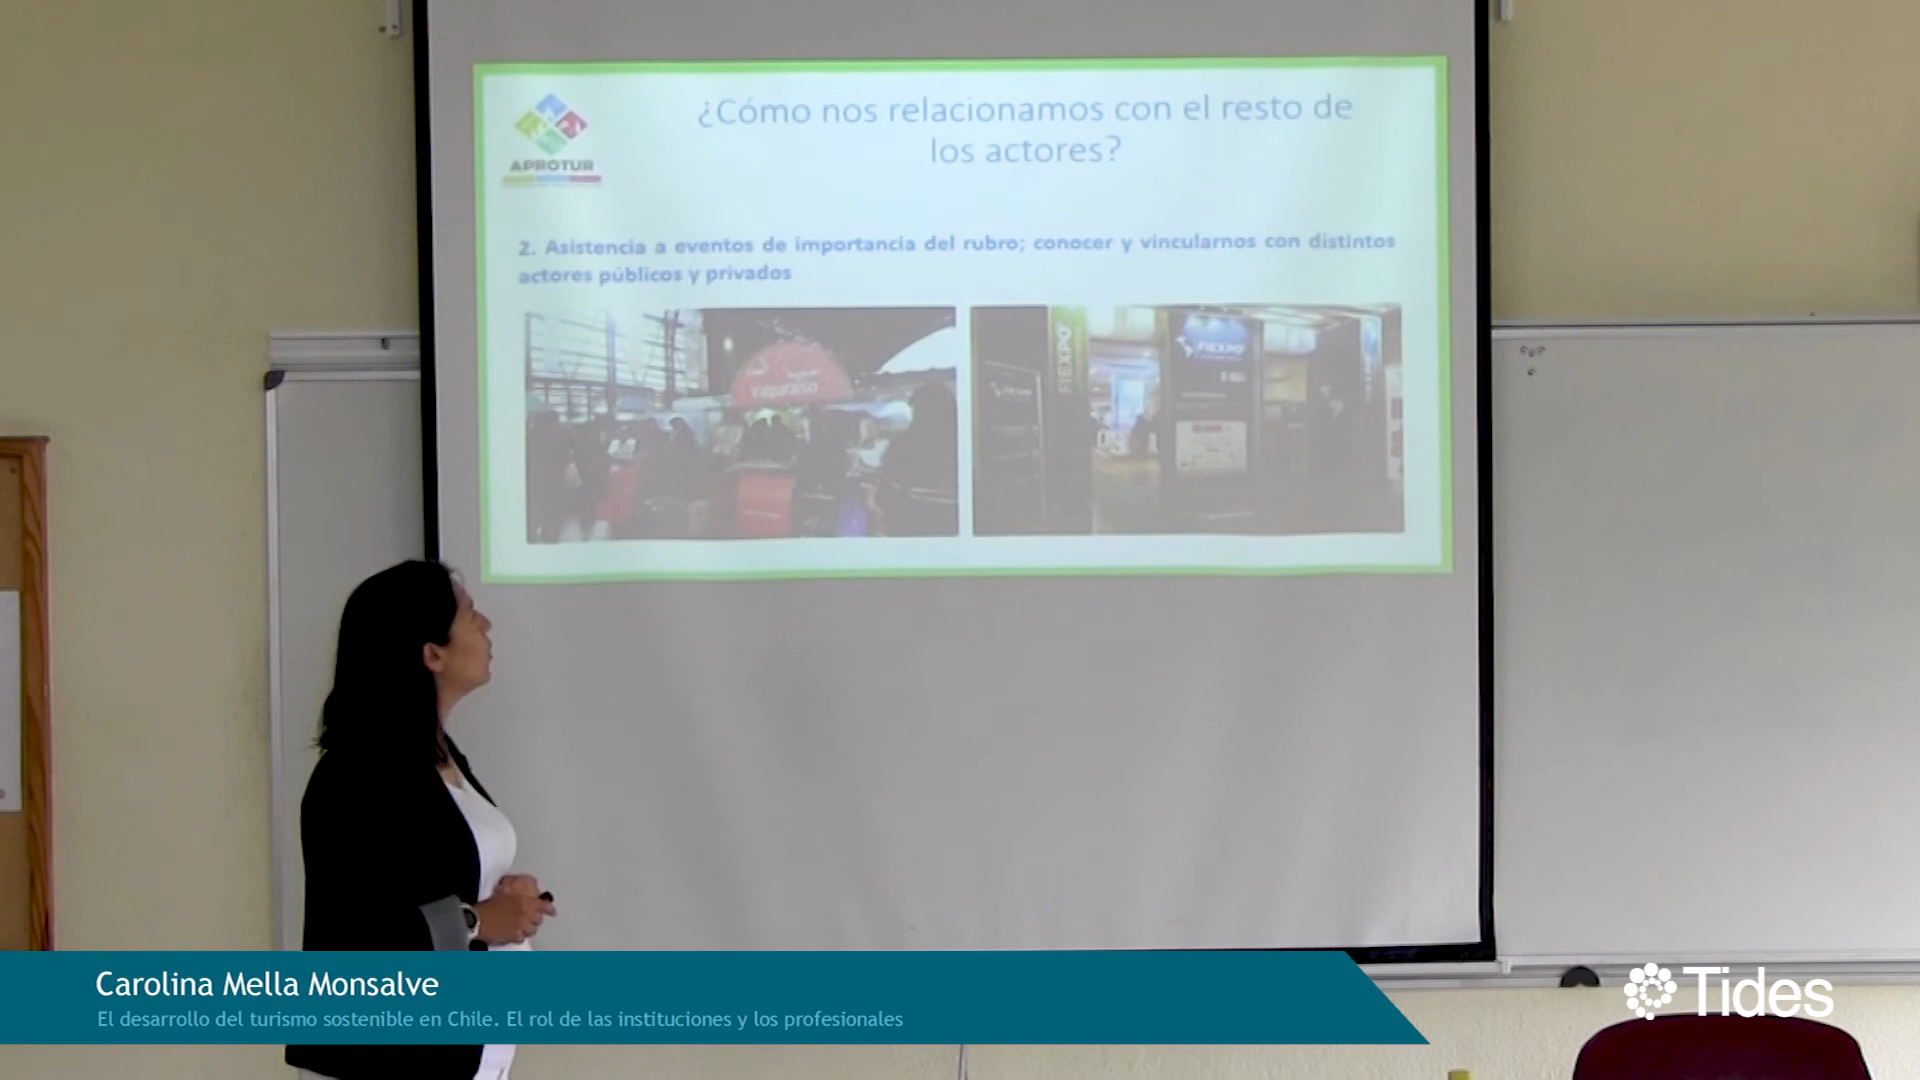 ¿Cómo nos relacionamos con el resto de
los actores?
APROTUR
2. Asistencia a eventos de importancia del rubro; conocer y vincularnos con distintos
actores públicos y privados
Valparaíso
FIEXPO
FIEXPO
Carolina Mella Monsalve
El desarrollo del turismo sostenible en Chile. El rol de las instituciones y los profesionales
Tides